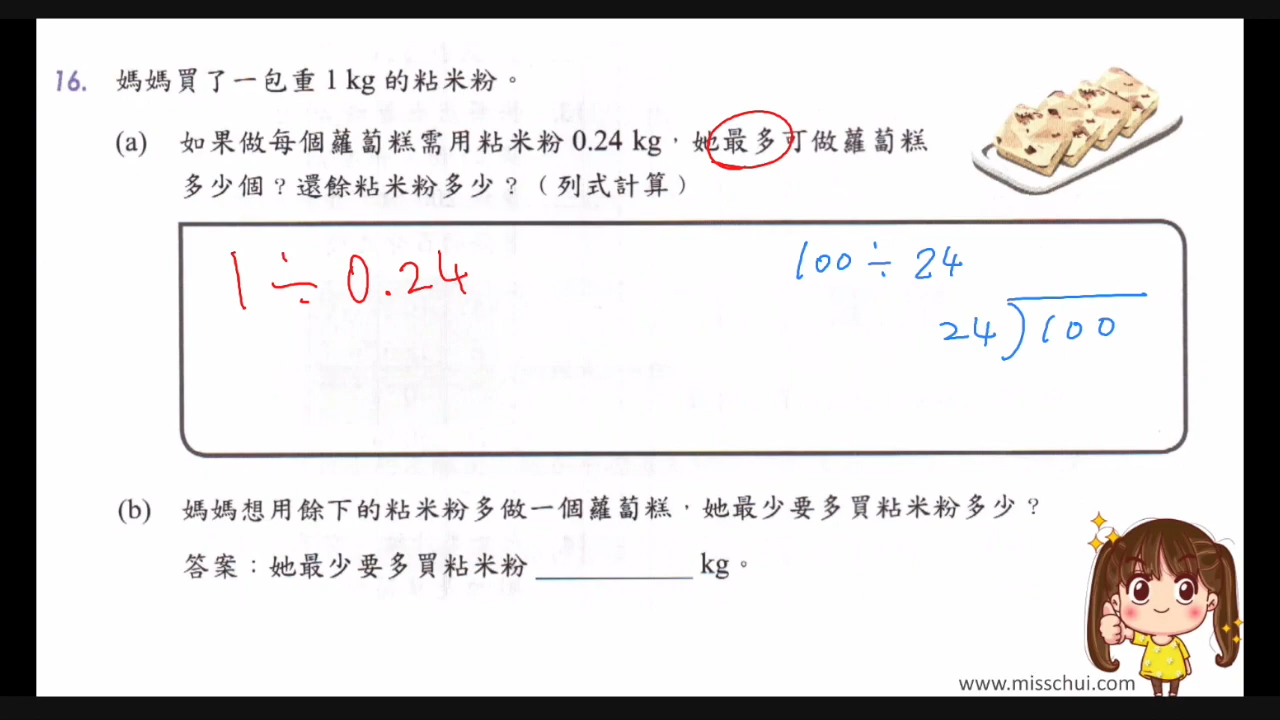 16. 媽媽買了一包重 1 kg 的粘米粉。
(a) 如果做每個蘿蔔糕需用粘米粉 0.24 kg，她最多可做蘿蔔糕
多少個？還餘粘米粉多少？（列式計算）
1 ÷ 0.24
100 ÷ 24
24)100
(b) 媽媽想用餘下的粘米粉多做一個蘿蔔糕，她最少要多買粘米粉多少？
答案：她最少要多買粘米粉 ________ kg。
www.misschui.com